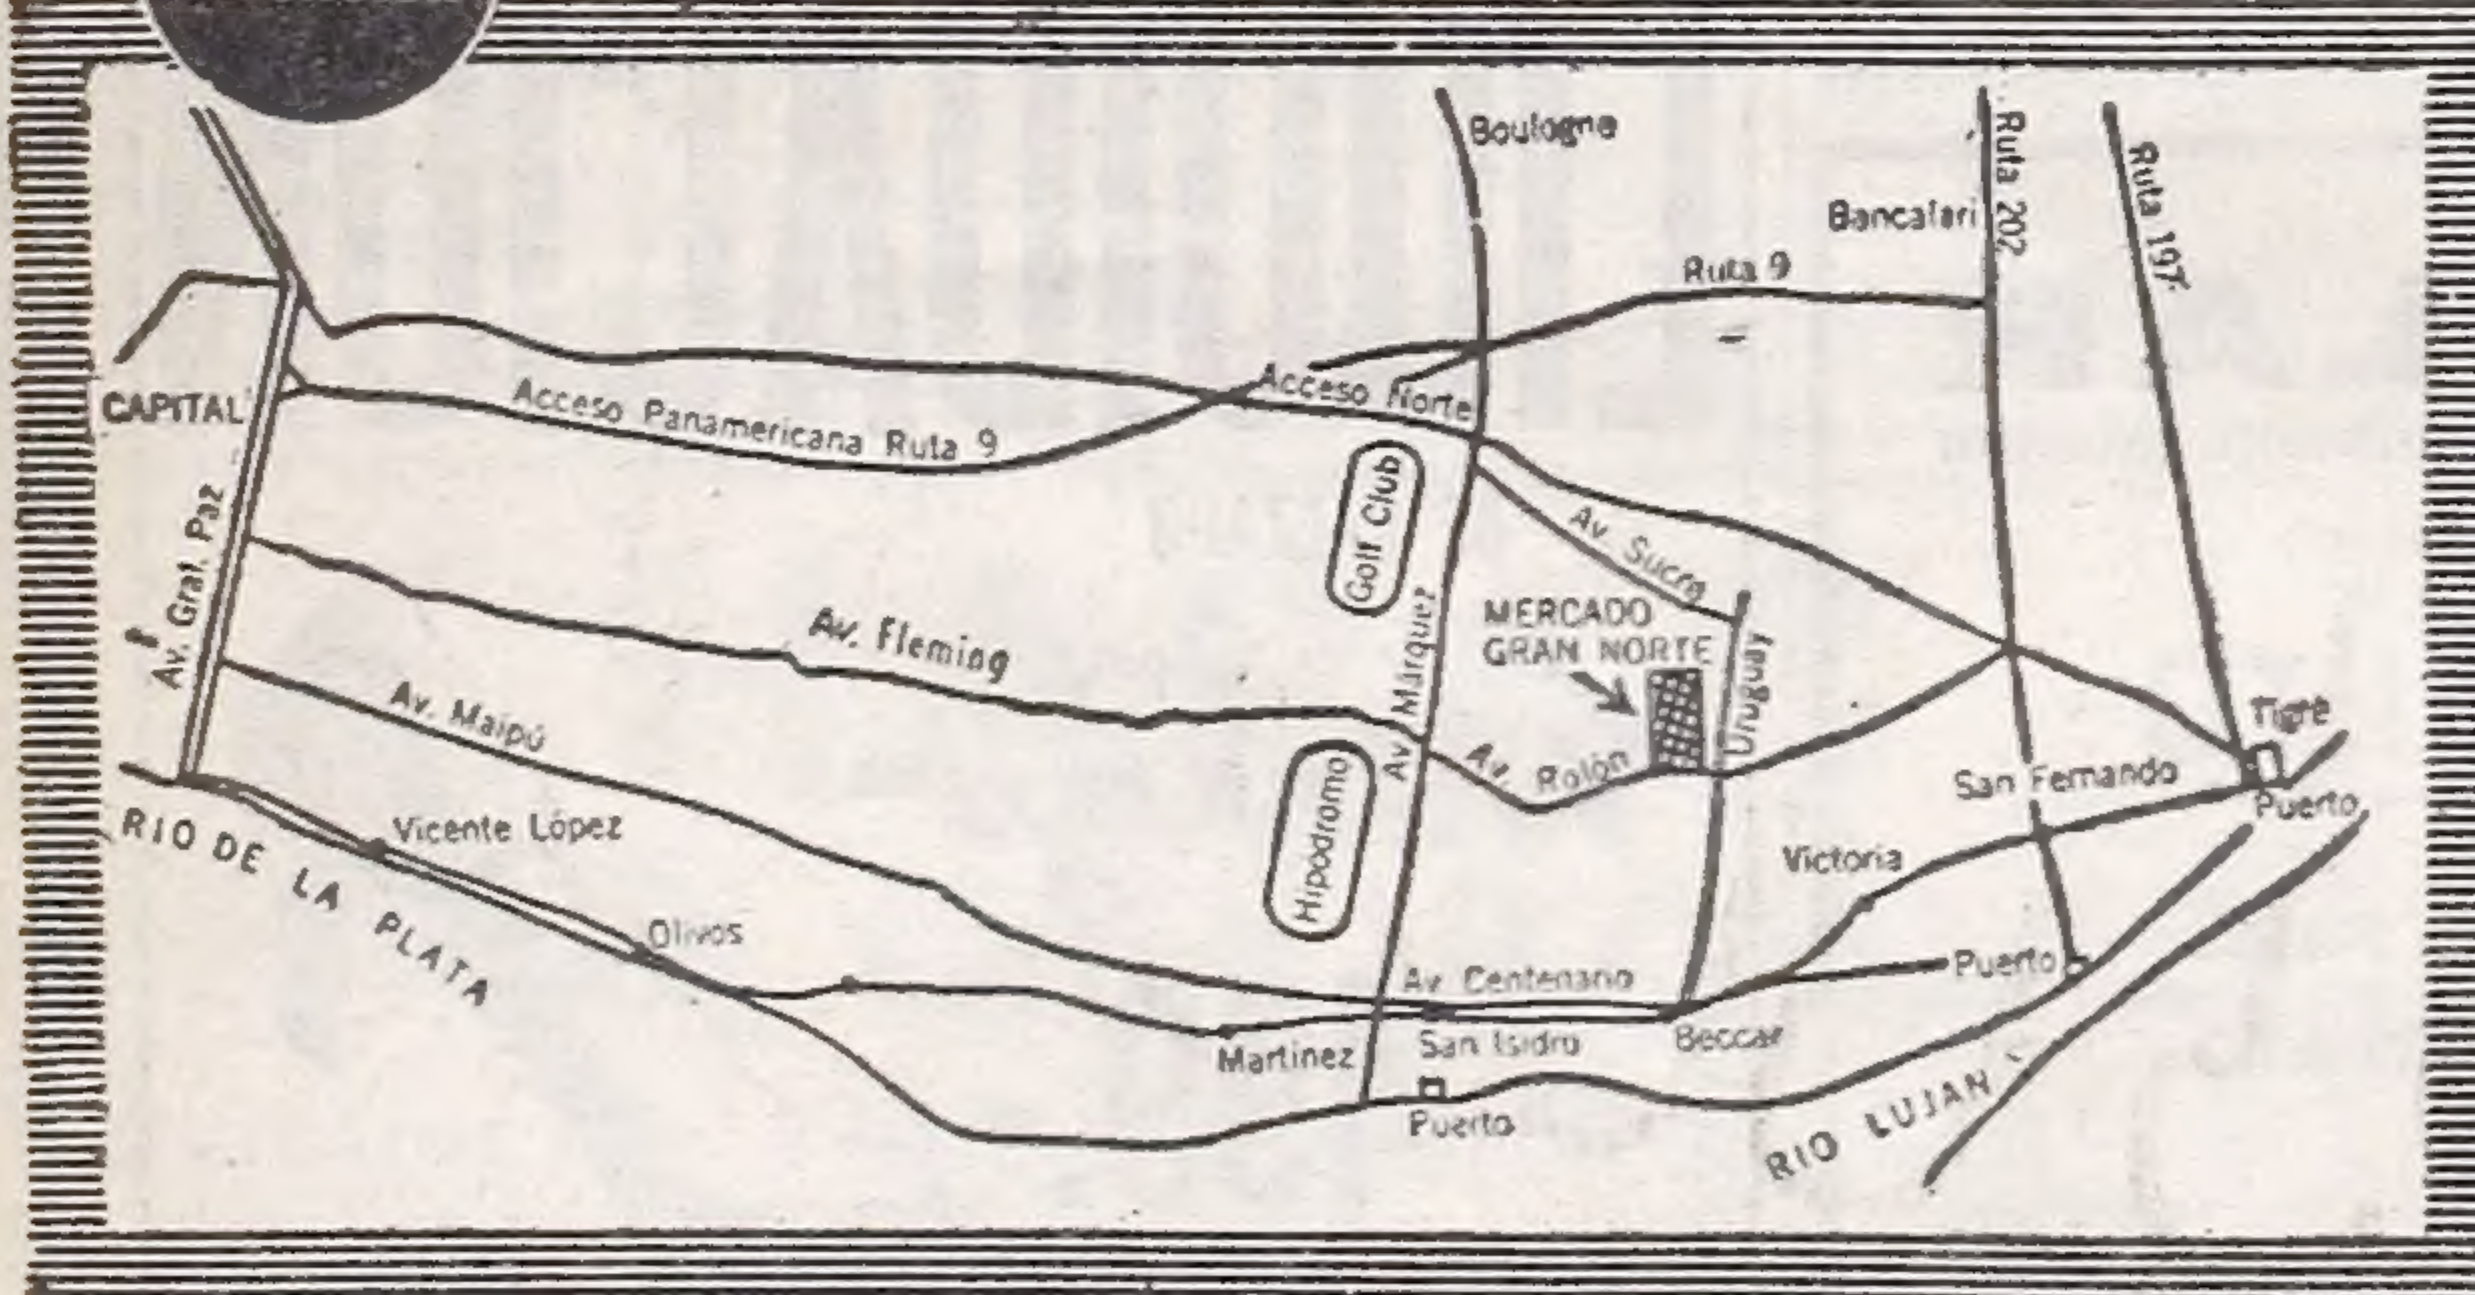 Boulogne
Ruta 202
Ruta 197
Bancalari
Ruta 9
Acceso Norte
CAPITAL
Acceso Panamericana Ruta 9
Golf Club
Av. Gral. Paz
Av Sucre
MERCADO
GRAN NORTE
Av. Fleming
Av Márquez
Uruguay
Av. Maipú
Av. Rolón
Tigre
San Fernando
Puerto
Hipódromo
RIO DE LA PLATA
Vicente López
Victoria
Olivos
Puerto
Av Centenario
San Isidro
Beccar
Martinez
Puerto
RIO LUJAN